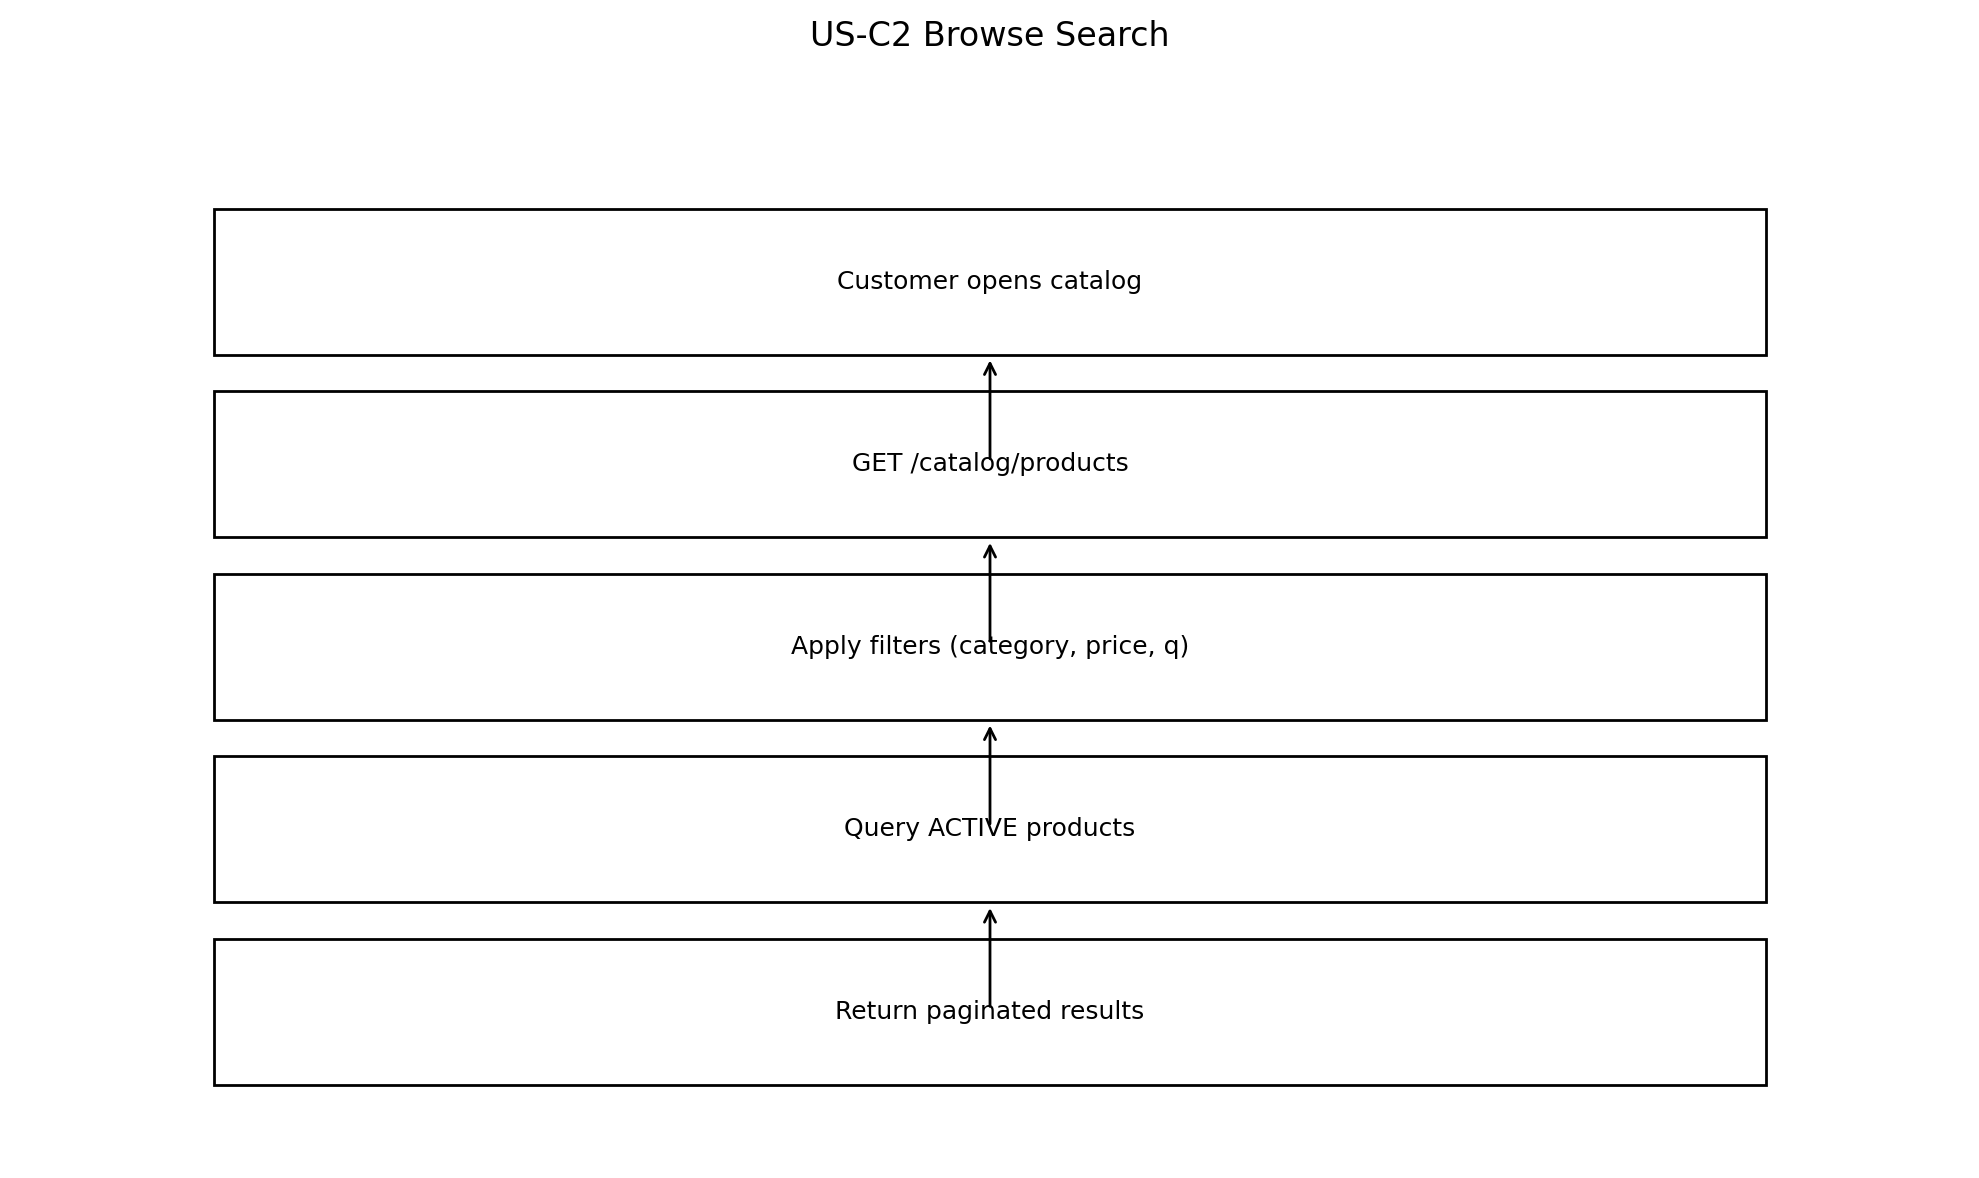 US-C2 Browse Search
Customer opens catalog
GET /catalog/products
Apply filters (category, price, q)
Query ACTIVE products
Return paginated results